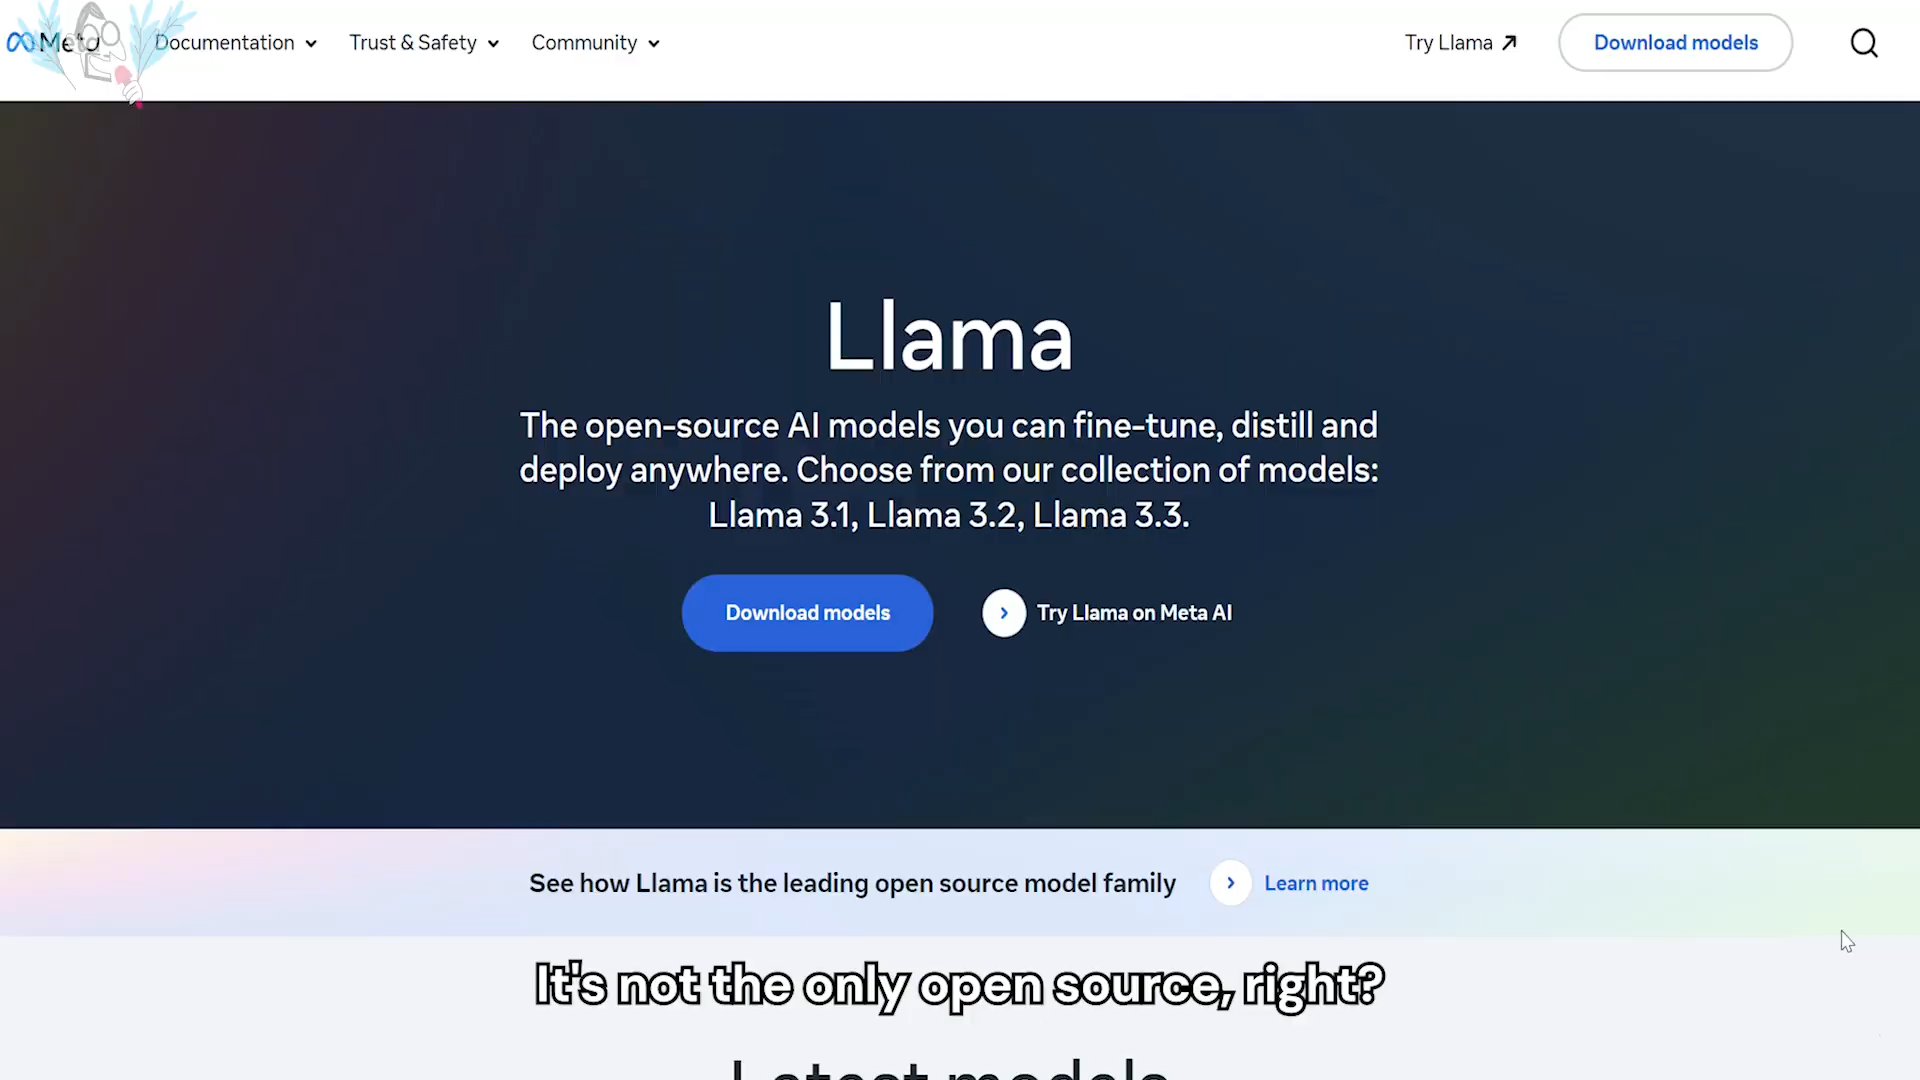 Meta
Documentation
Trust & Safety
Community
Try Llama
Download models
Llama
The open-source AI models you can fine-tune, distill and
deploy anywhere. Choose from our collection of models:
Llama 3.1, Llama 3.2, Llama 3.3.
Download models
Try Llama on Meta AI
See how Llama is the leading open source model family
Learn more
It's not the only open source, right?
Latest models